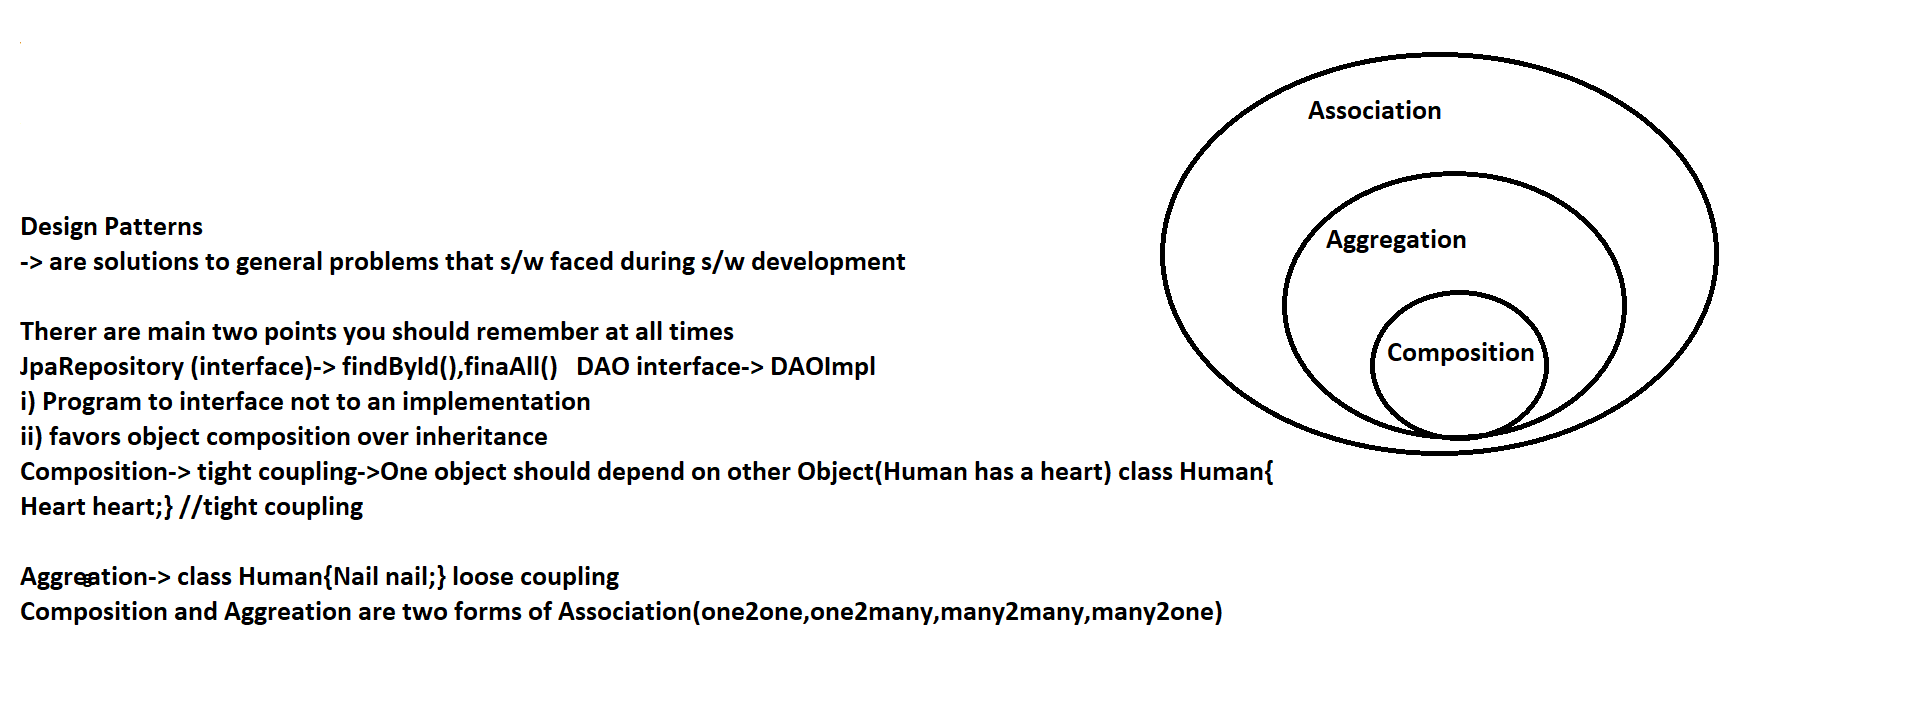 Association
Aggregation
Composition
Design Patterns
-> are solutions to general problems that s/w faced during s/w development
Therer are main two points you should remember at all times
JpaRepository (interface)-> findById(),finaAll()   DAO interface-> DAOImpl
i) Program to interface not to an implementation
ii) favors object composition over inheritance
Composition-> tight coupling->One object should depend on other Object(Human has a heart) class Human{
Heart heart;} //tight coupling
Aggreation-> class Human{Nail nail;} loose coupling
Composition and Aggreation are two forms of Association(one2one,one2many,many2many,many2one)